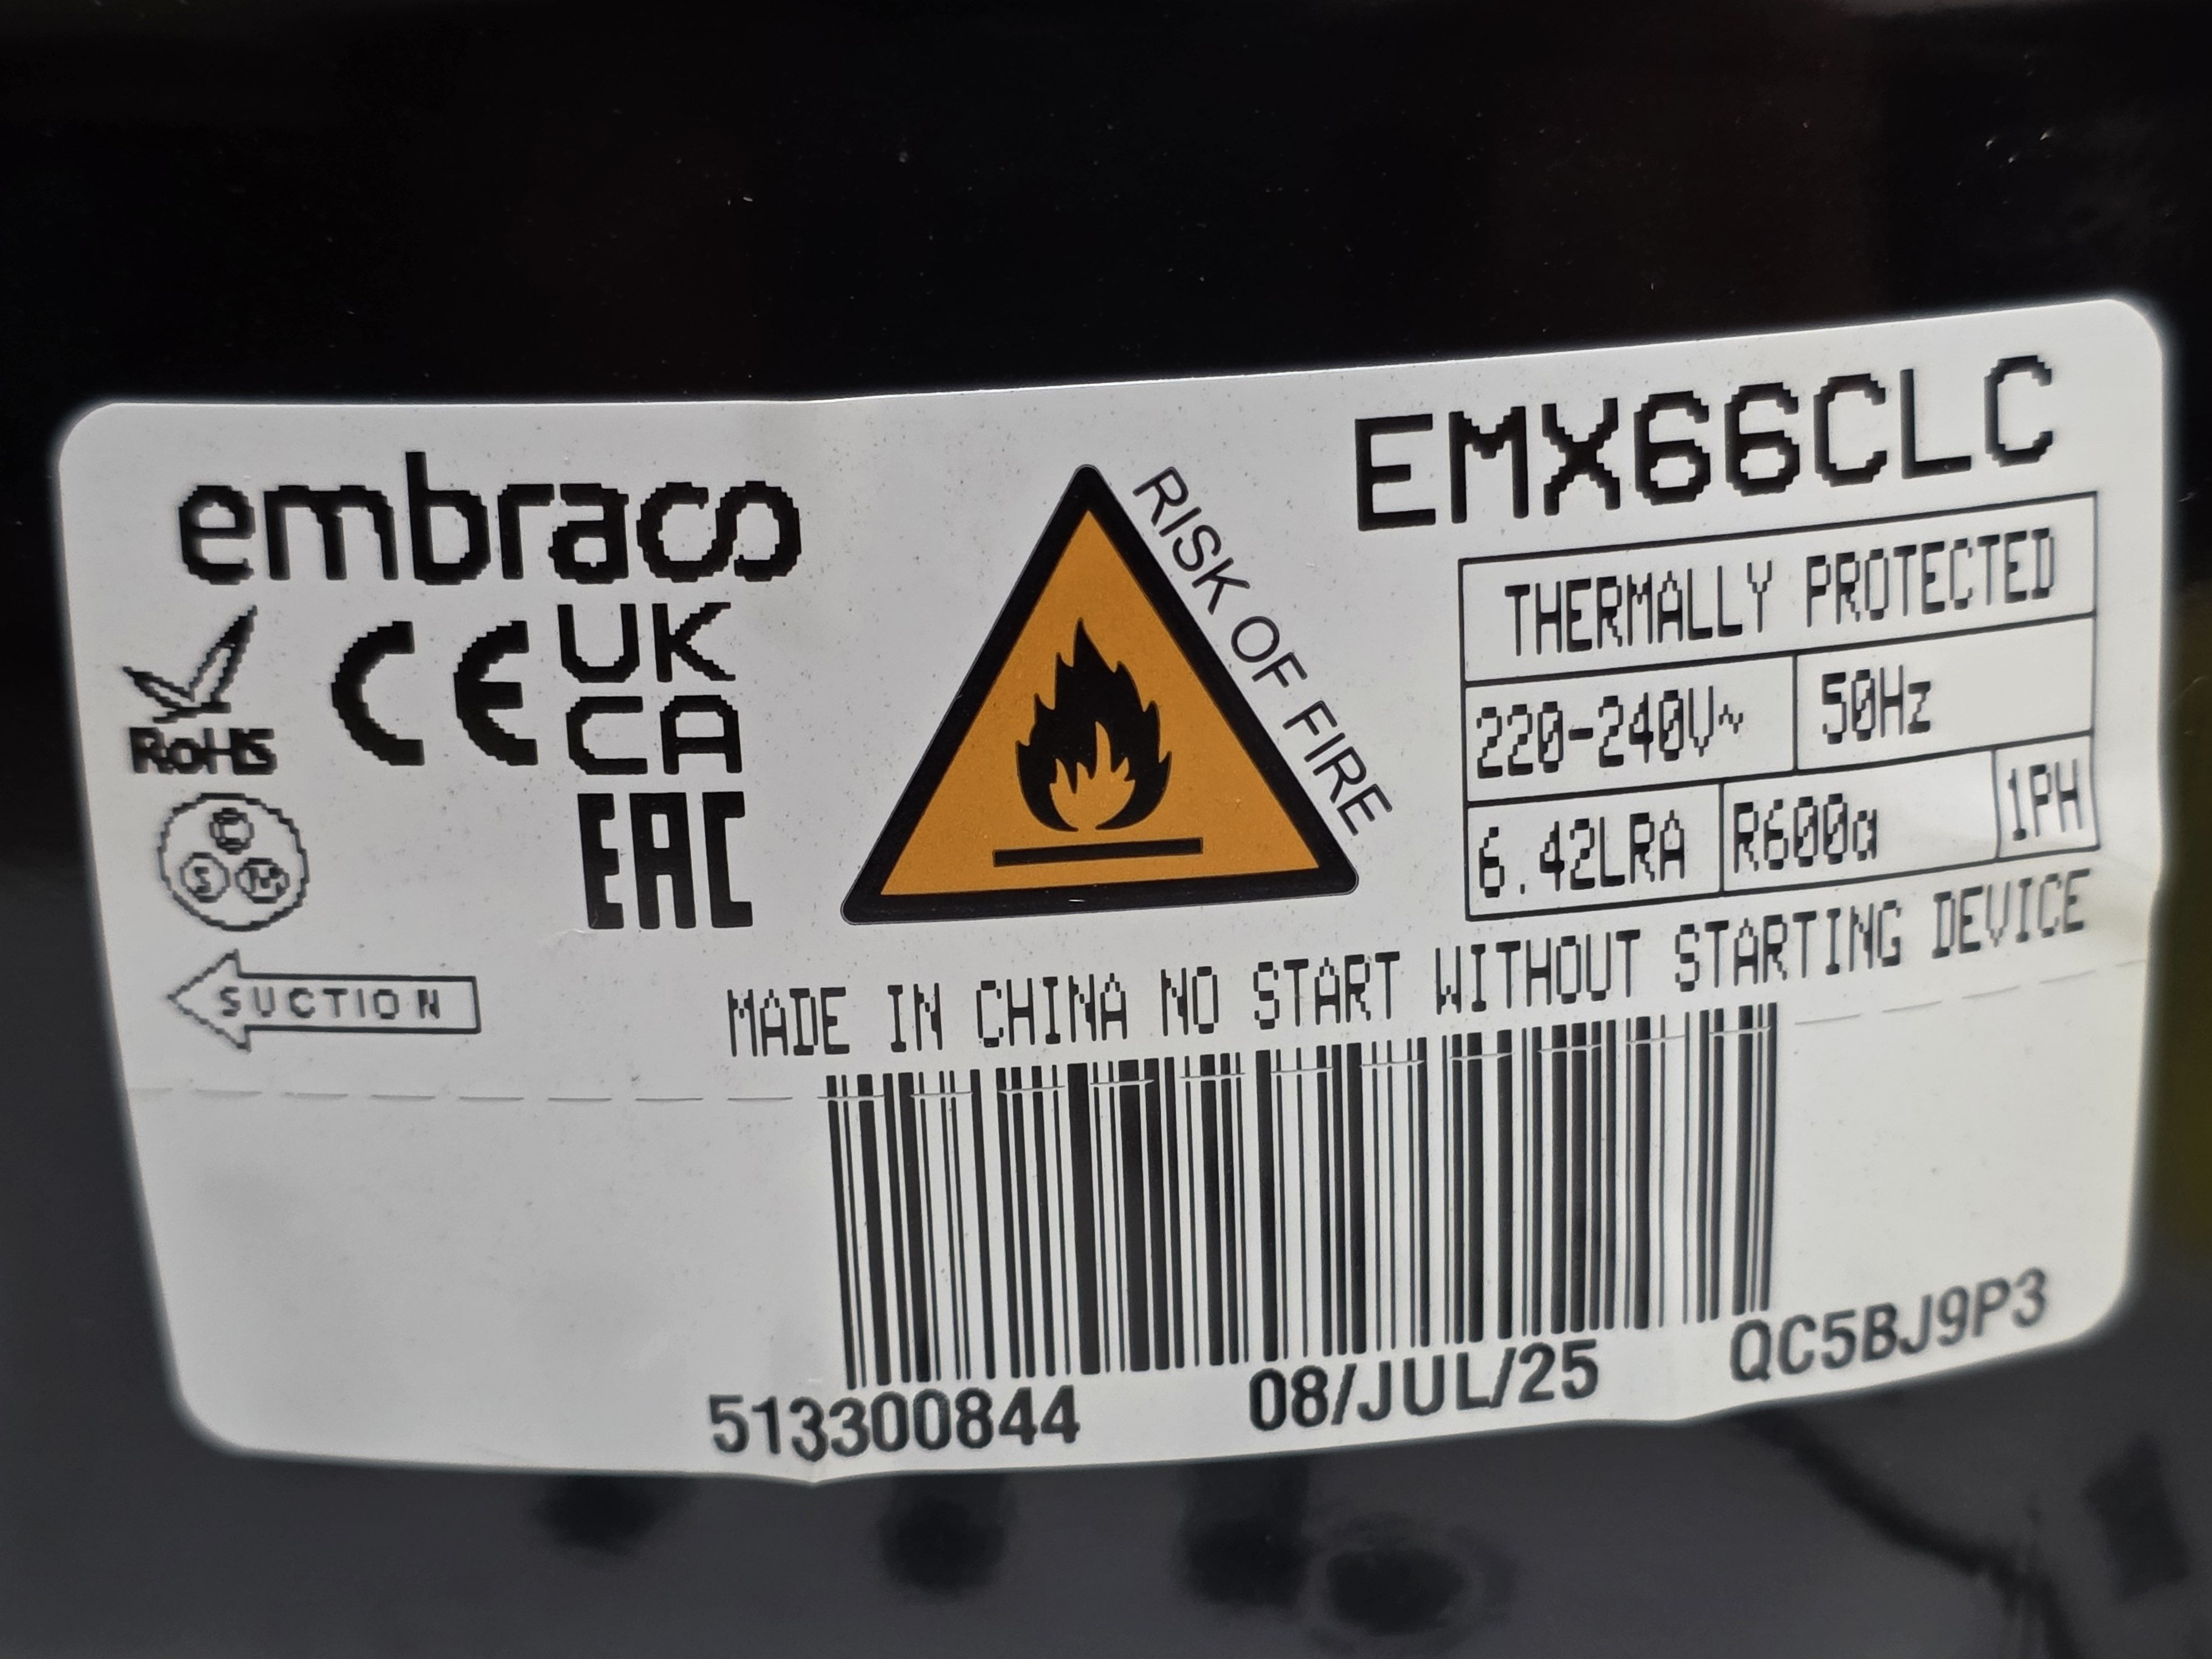 embraco
EMX66CLC
RISK OF FIRE
THERMALLY PROTECTED
220-240V~ 50Hz
6.42LRA R600a 1PH
RoHS
CE
UK
CA
EAC
C
S M
SUCTION
MADE IN CHINA NO START WITHOUT STARTING DEVICE
513300844 08/JUL/25 QC5BJ9P3